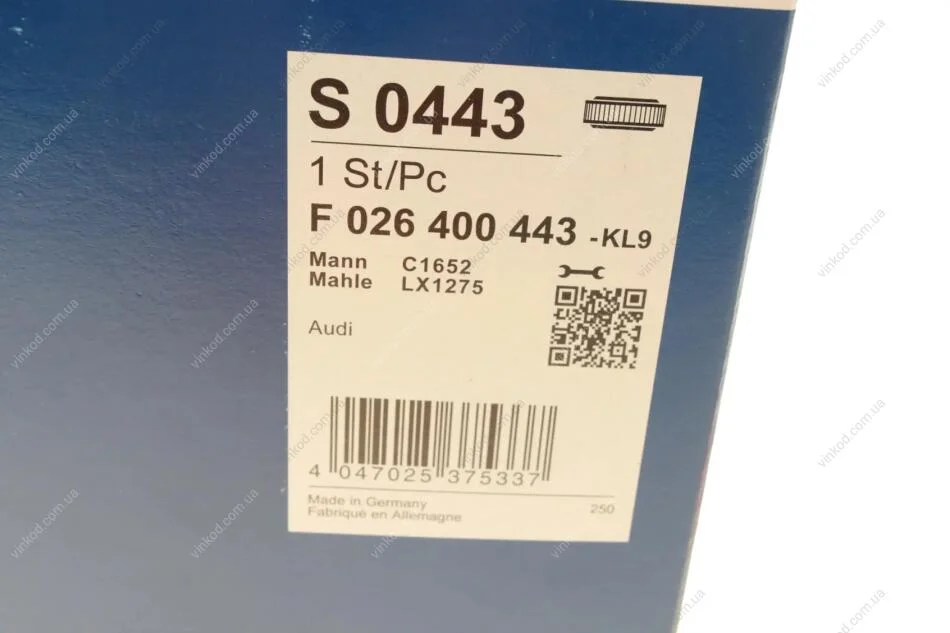 S 0443
1 St/Pc
F 026 400 443 -KL9
Mann C1652
Mahle LX1275
Audi
4 047025 375337
Made in Germany
Fabriqué en Allemagne
250
vinkod.com.ua